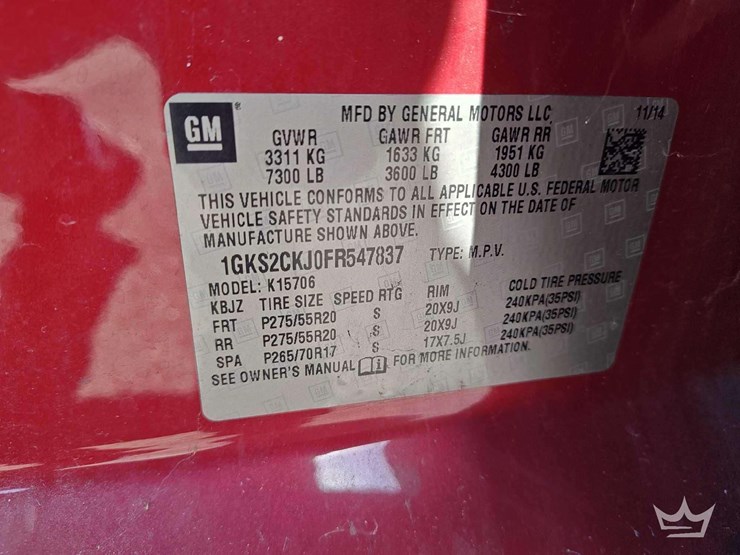 GM
MFD BY GENERAL MOTORS LLC 11/14
GVWR GAWR FRT GAWR RR
3311 KG 1633 KG 1951 KG
7300 LB 3600 LB 4300 LB
THIS VEHICLE CONFORMS TO ALL APPLICABLE U.S. FEDERAL MOTOR
VEHICLE SAFETY STANDARDS IN EFFECT ON THE DATE OF
MANUFACTURE SHOWN ABOVE.
1GKS2CKJ0FR547837 TYPE: M.P.V.
MODEL: K15706
KBJZ TIRE SIZE SPEED RTG RIM COLD TIRE PRESSURE
FRT P275/55R20 S 20X9J 240KPA(35PSI)
RR P275/55R20 S 20X9J 240KPA(35PSI)
SPA P265/70R17 S 17X7.5J 240KPA(35PSI)
SEE OWNER'S MANUAL FOR MORE INFORMATION.